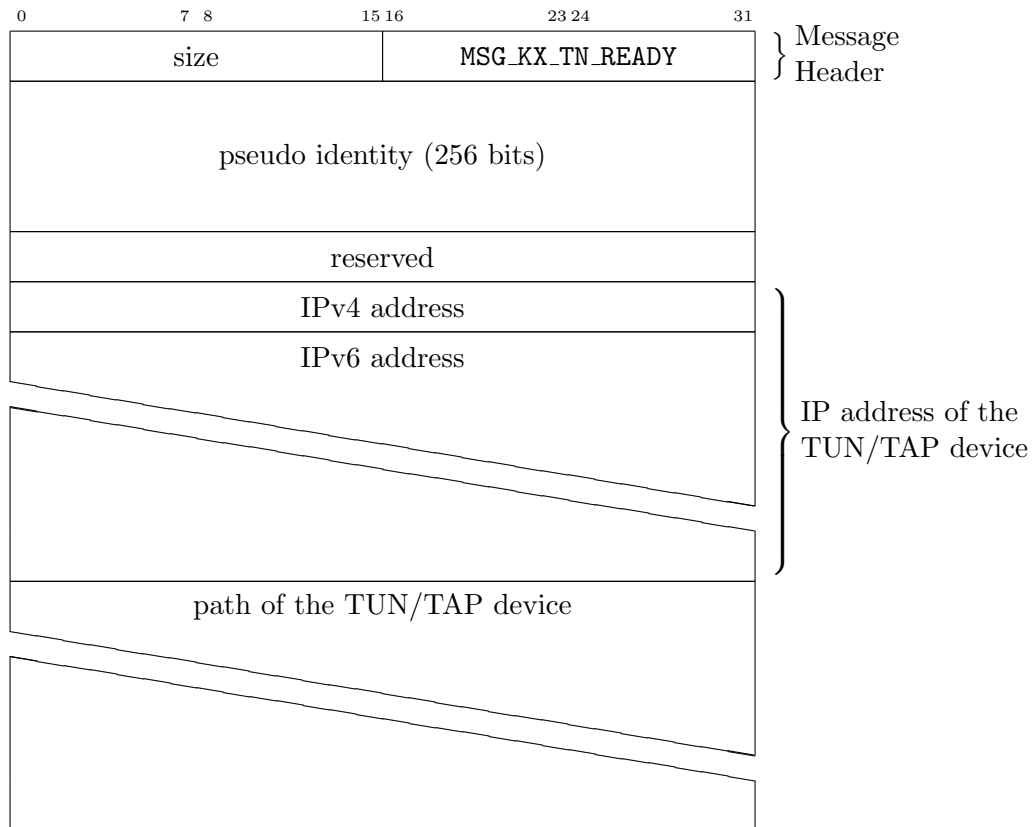 0 7 8 15 16 23 24 31
size MSG_KX_TN_READY
Message
Header
pseudo identity (256 bits)
reserved
IPv4 address
IPv6 address
IP address of the
TUN/TAP device
path of the TUN/TAP device